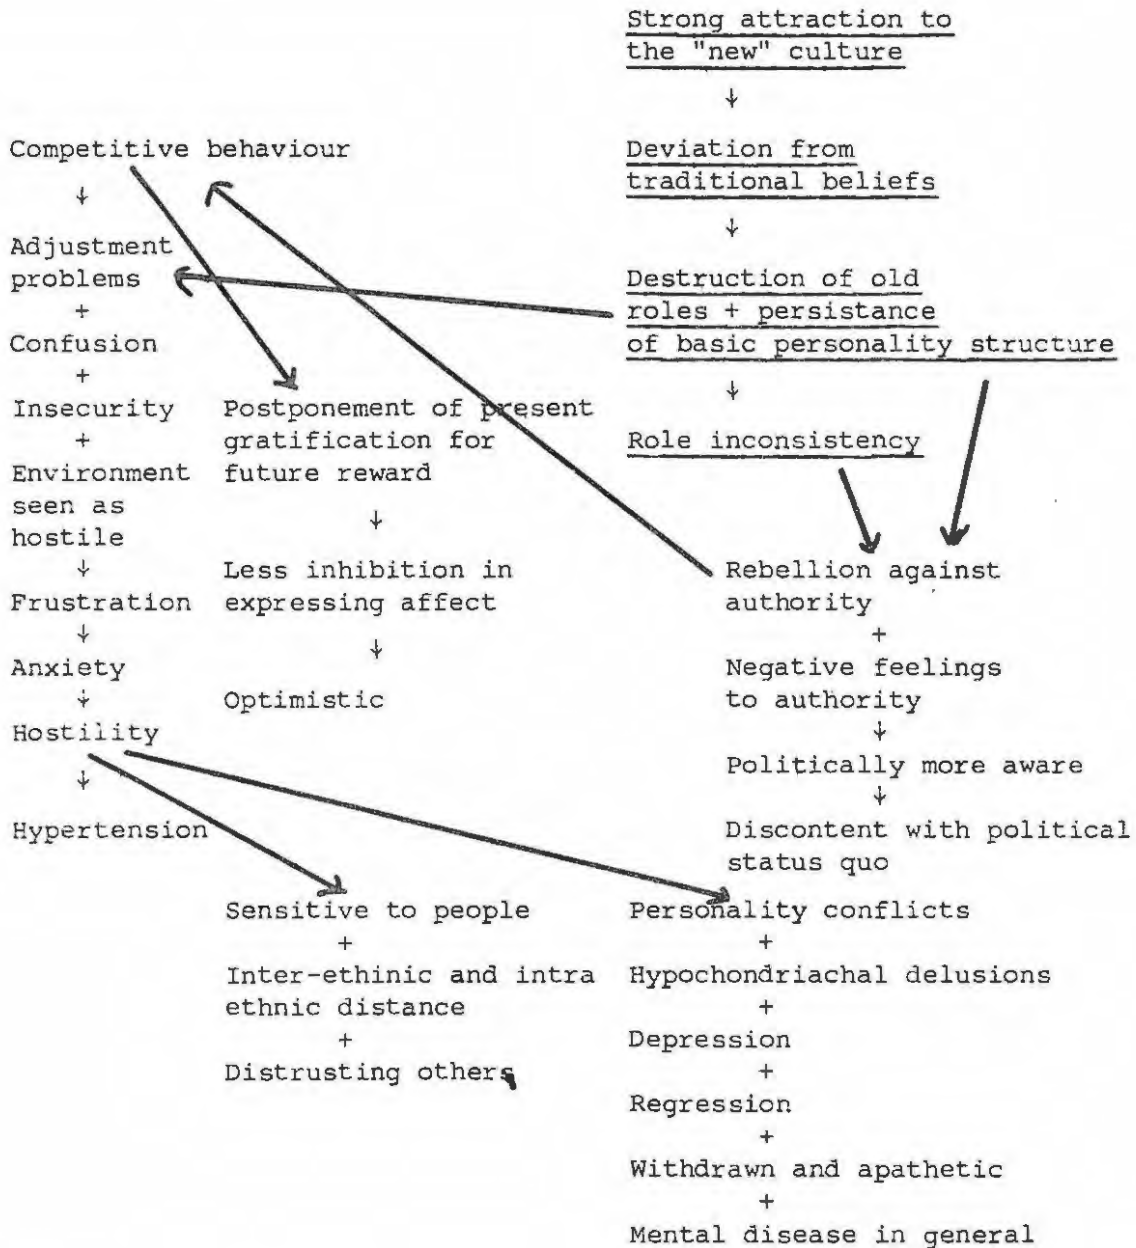 Strong attraction to
the "new" culture
↓
Deviation from
traditional beliefs
↓
Destruction of old
roles + persistance
of basic personality structure
↓
Role inconsistency
Rebellion against
authority
+
Negative feelings
to authority
↓
Politically more aware
↓
Discontent with political
status quo
Competitive behaviour
↓
Adjustment
problems
+
Confusion
+
Insecurity
+
Environment
seen as
hostile
↓
Frustration
↓
Anxiety
↓
Hostility
↓
Hypertension
Postponement of present
gratification for
future reward
↓
Less inhibition in
expressing affect
↓
Optimistic
Sensitive to people
+
Inter-ethinic and intra
ethnic distance
+
Distrusting others
Personality conflicts
+
Hypochondriachal delusions
+
Depression
+
Regression
+
Withdrawn and apathetic
+
Mental disease in general